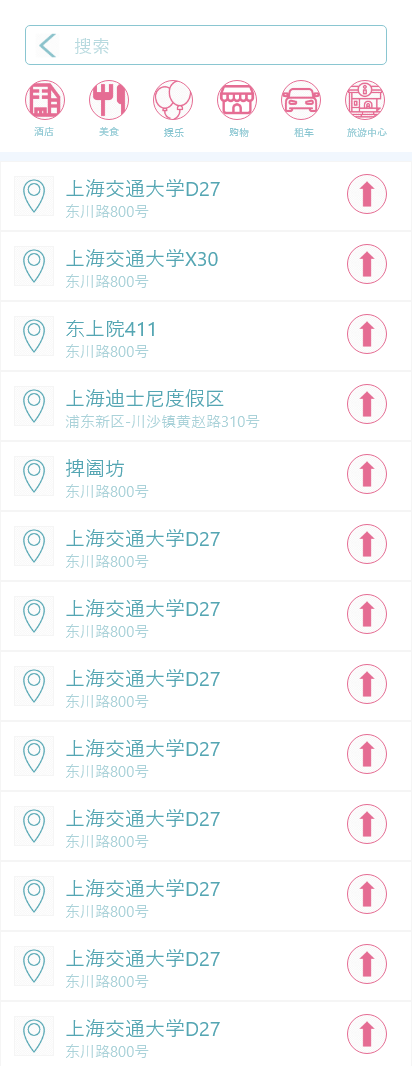 搜索
酒店 美食 娱乐 购物 租车 旅游中心
上海交通大学D27
东川路800号
上海交通大学X30
东川路800号
东上院411
东川路800号
上海迪士尼度假区
浦东新区-川沙镇黄赵路310号
捭阖坊
东川路800号
上海交通大学D27
东川路800号
上海交通大学D27
东川路800号
上海交通大学D27
东川路800号
上海交通大学D27
东川路800号
上海交通大学D27
东川路800号
上海交通大学D27
东川路800号
上海交通大学D27
东川路800号
上海交通大学D27
东川路800号